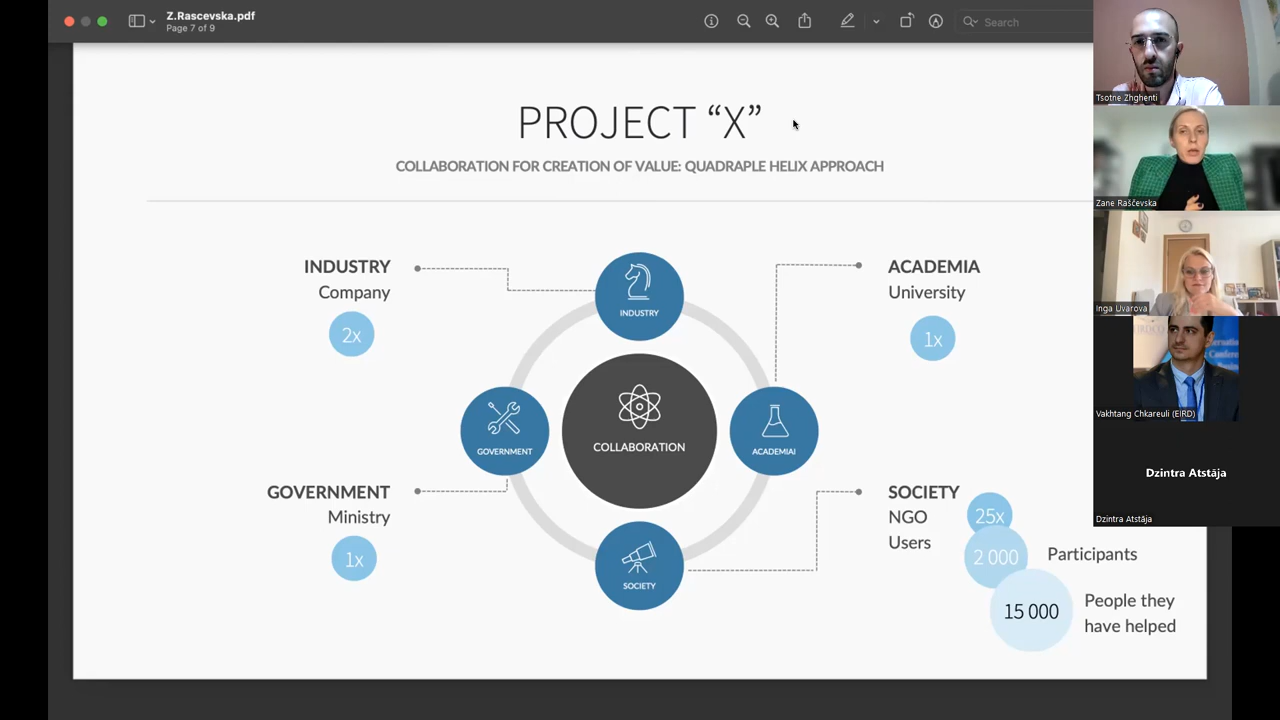 Z.Rascevska.pdf
Page 7 of 9
Search
PROJECT “X”
COLLABORATION FOR CREATION OF VALUE: QUADRAPLE HELIX APPROACH
INDUSTRY
Company
2x
INDUSTRY
ACADEMIA
University
1x
GOVERNMENT
COLLABORATION
ACADEMIAI
GOVERNMENT
Ministry
1x
SOCIETY
SOCIETY
NGO
Users
25x
2 000
Participants
15 000
People they
have helped
Tsotne Zhghenti
Zane Raščevska
Inga Uvarova
Vakhtang Chkareuli (EIRD)
Dzintra Atstāja
Dzintra Atstāja